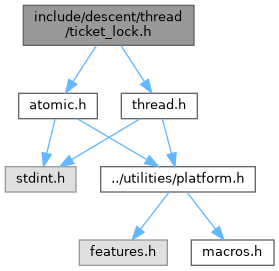 include/descent/thread
/ticket_lock.h
atomic.h
thread.h
stdint.h
../utilities/platform.h
features.h
macros.h